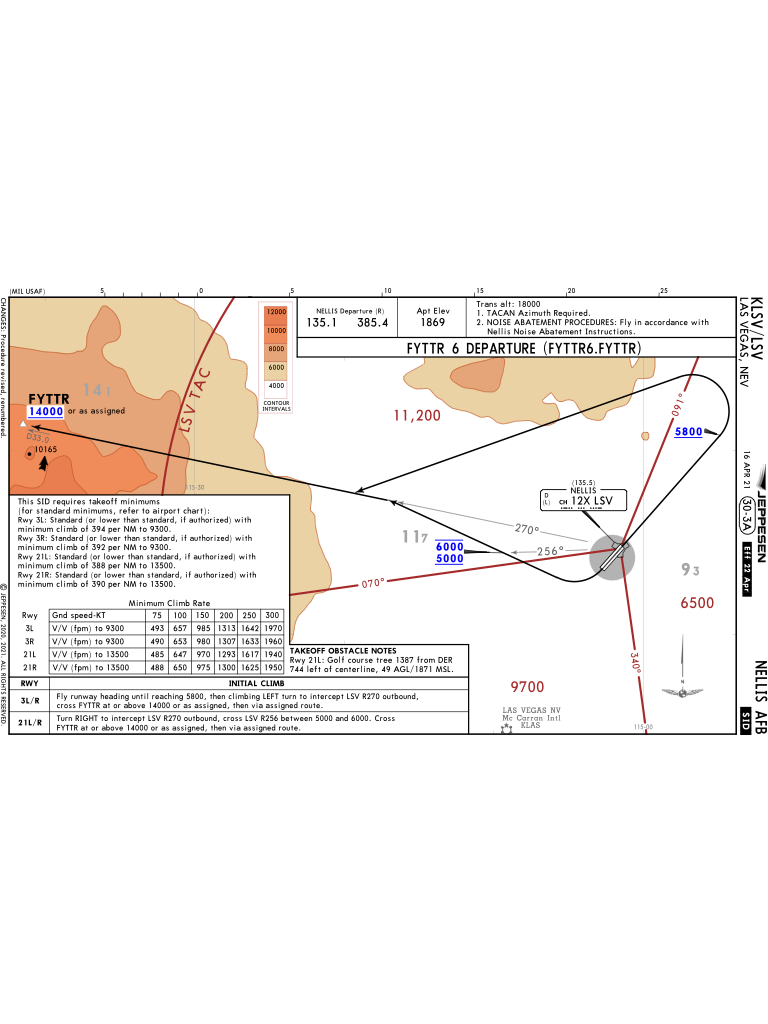 KLSV/LSV
LAS VEGAS, NEV
16 APR 21
30-3A
Eff 22 Apr
JEPPESEN
NELLIS AFB
SID
(MIL USAF)
5
0
5
10
15
20
25
NELLIS Departure (R)
135.1 385.4
Apt Elev
1869
Trans alt: 18000
1. TACAN Azimuth Required.
2. NOISE ABATEMENT PROCEDURES: Fly in accordance with
Nellis Noise Abatement Instructions.
FYTTR 6 DEPARTURE (FYTTR6.FYTTR)
12000
10000
8000
6000
4000
CONTOUR
INTERVALS
141
FYTTR
14000 or as assigned
D33.0
10165
LSV TAC
115-30
11,200
091°
5800
(135.5)
NELLIS
D
(L) CH 12X LSV
270°
117
6000
5000
256°
93
6500
070°
340°
9700
N
LAS VEGAS NV
Mc Carran Intl
KLAS
115-00
This SID requires takeoff minimums
(for standard minimums, refer to airport chart):
Rwy 3L: Standard (or lower than standard, if authorized) with
minimum climb of 394 per NM to 9300.
Rwy 3R: Standard (or lower than standard, if authorized) with
minimum climb of 392 per NM to 9300.
Rwy 21L: Standard (or lower than standard, if authorized) with
minimum climb of 388 per NM to 13500.
Rwy 21R: Standard (or lower than standard, if authorized) with
minimum climb of 390 per NM to 13500.
Minimum Climb Rate
Rwy Gnd speed-KT 75 100 150 200 250 300
3L V/V (fpm) to 9300 493 657 985 1313 1642 1970
3R V/V (fpm) to 9300 490 653 980 1307 1633 1960
21L V/V (fpm) to 13500 485 647 970 1293 1617 1940
21R V/V (fpm) to 13500 488 650 975 1300 1625 1950
TAKEOFF OBSTACLE NOTES
Rwy 21L: Golf course tree 1387 from DER
744 left of centerline, 49 AGL/1871 MSL.
RWY INITIAL CLIMB
3L/R Fly runway heading until reaching 5800, then climbing LEFT turn to intercept LSV R270 outbound,
cross FYTTR at or above 14000 or as assigned, then via assigned route.
21L/R Turn RIGHT to intercept LSV R270 outbound, cross LSV R256 between 5000 and 6000. Cross
FYTTR at or above 14000 or as assigned, then via assigned route.
CHANGES: Procedure revised, renumbered.
© JEPPESEN, 2020, 2021. ALL RIGHTS RESERVED.